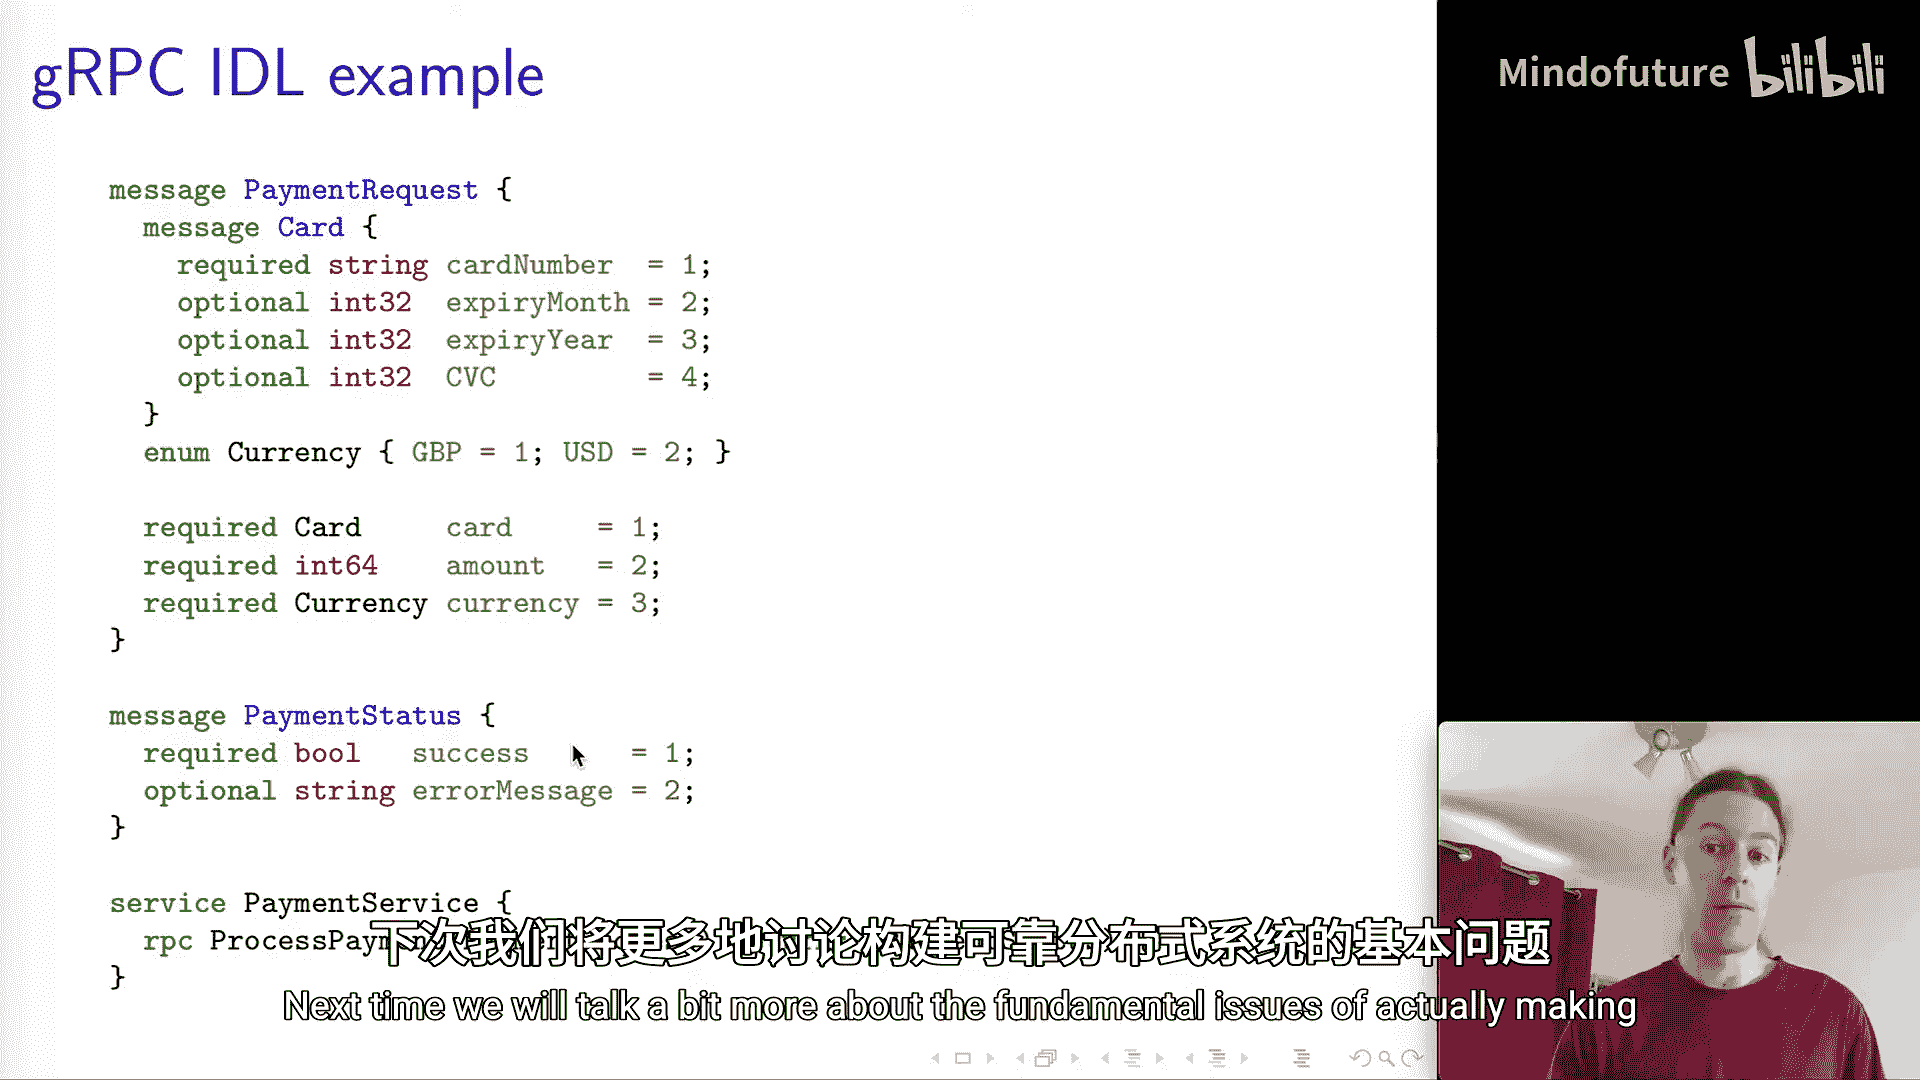 gRPC IDL example
Mindofuture bilibili
message PaymentRequest {
message Card {
required string cardNumber = 1;
optional int32 expiryMonth = 2;
optional int32 expiryYear = 3;
optional int32 CVC = 4;
}
enum Currency { GBP = 1; USD = 2; }
required Card card = 1;
required int64 amount = 2;
required Currency currency = 3;
}
message PaymentStatus {
required bool success = 1;
optional string errorMessage = 2;
}
service PaymentService {
rpc
}
下次我们将更多地讨论构建可靠分布式系统的基本问题
Next time we will talk a bit more about the fundamental issues of actually making